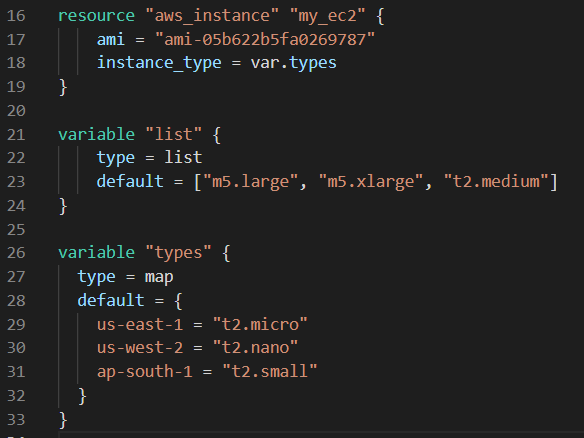 16 resource "aws_instance" "my_ec2" {
17     ami = "ami-05b622b5fa0269787"
18     instance_type = var.types
19 }
20
21 variable "list" {
22     type = list
23     default = ["m5.large", "m5.xlarge", "t2.medium"]
24 }
25
26 variable "types" {
27   type = map
28   default = {
29     us-east-1 = "t2.micro"
30     us-west-2 = "t2.nano"
31     ap-south-1 = "t2.small"
32   }
33 }